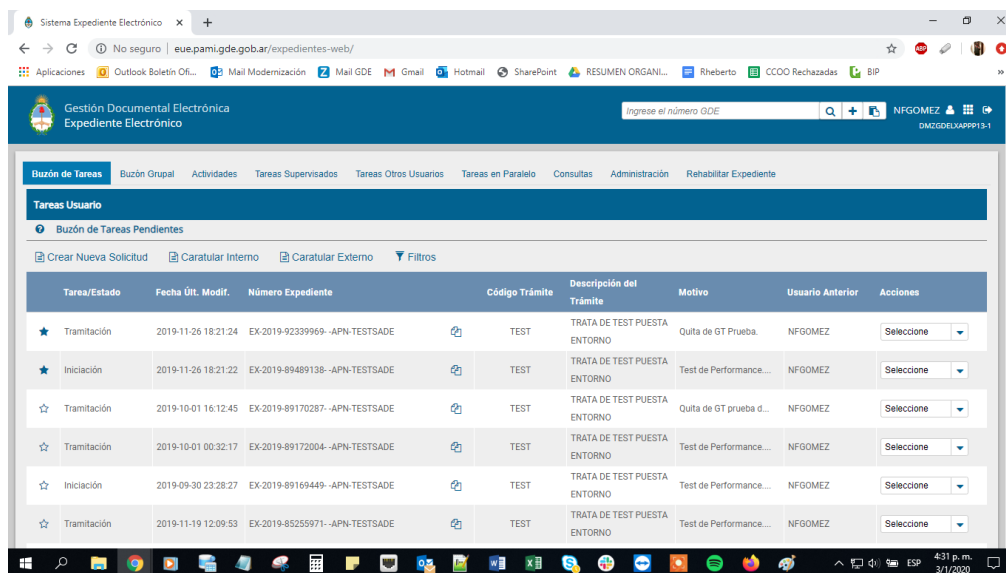 Sistema Expediente Electrónico
No seguro | eue.pami.gde.gob.ar/expedientes-web/
ABP
Aplicaciones Outlook Boletín Ofi... Mail Modernización Mail GDE Gmail Hotmail SharePoint RESUMEN ORGANI... Rheberto CCOO Rechazadas BIP »
Gestión Documental Electrónica
Expediente Electrónico
Ingrese el número GDE
NFGOMEZ
DMZGDELXAPPP13-1
Buzón de Tareas Buzón Grupal Actividades Tareas Supervisados Tareas Otros Usuarios Tareas en Paralelo Consultas Administración Rehabilitar Expediente
Tareas Usuario
Buzón de Tareas Pendientes
Crear Nueva Solicitud Caratular Interno Caratular Externo Filtros
Tarea/Estado Fecha Últ. Modif. Número Expediente Código Trámite Descripción del Trámite Motivo Usuario Anterior Acciones
Tramitación 2019-11-26 18:21:24 EX-2019-92339969- -APN-TESTSADE TEST TRATA DE TEST PUESTA ENTORNO Quita de GT Prueba. NFGOMEZ Seleccione
Iniciación 2019-11-26 18:21:22 EX-2019-89489138- -APN-TESTSADE TEST TRATA DE TEST PUESTA ENTORNO Test de Performance.... NFGOMEZ Seleccione
Tramitación 2019-10-01 16:12:45 EX-2019-89170287- -APN-TESTSADE TEST TRATA DE TEST PUESTA ENTORNO Quita de GT prueba d... NFGOMEZ Seleccione
Tramitación 2019-10-01 00:32:17 EX-2019-89172004- -APN-TESTSADE TEST TRATA DE TEST PUESTA ENTORNO Test de Performance.... NFGOMEZ Seleccione
Iniciación 2019-09-30 23:28:27 EX-2019-89169449- -APN-TESTSADE TEST TRATA DE TEST PUESTA ENTORNO Test de Performance.... NFGOMEZ Seleccione
Tramitación 2019-11-19 12:09:53 EX-2019-85255971- -APN-TESTSADE TEST TRATA DE TEST PUESTA ENTORNO Test de Performance.... NFGOMEZ Seleccione
ESP
4:31 p. m.
3/1/2020